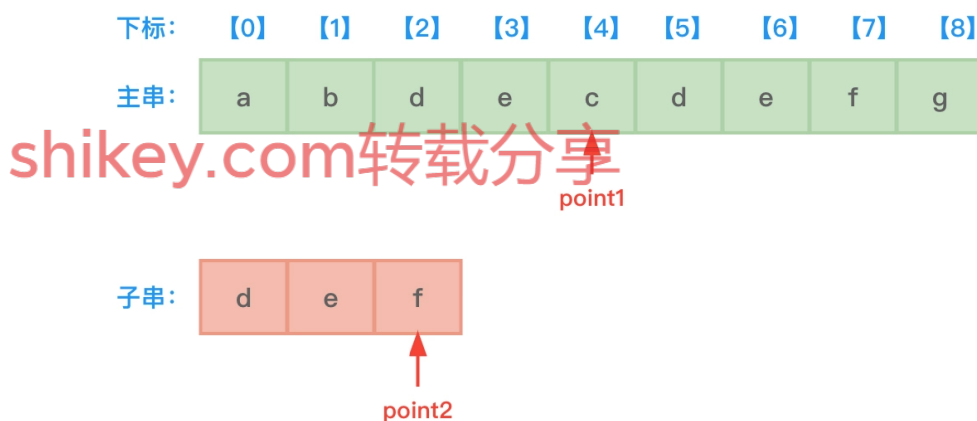 下标： 【0】 【1】 【2】 【3】 【4】 【5】 【6】 【7】 【8】
主串： a b d e c d e f g
shikey.com转载分享
point1
子串： d e f
point2